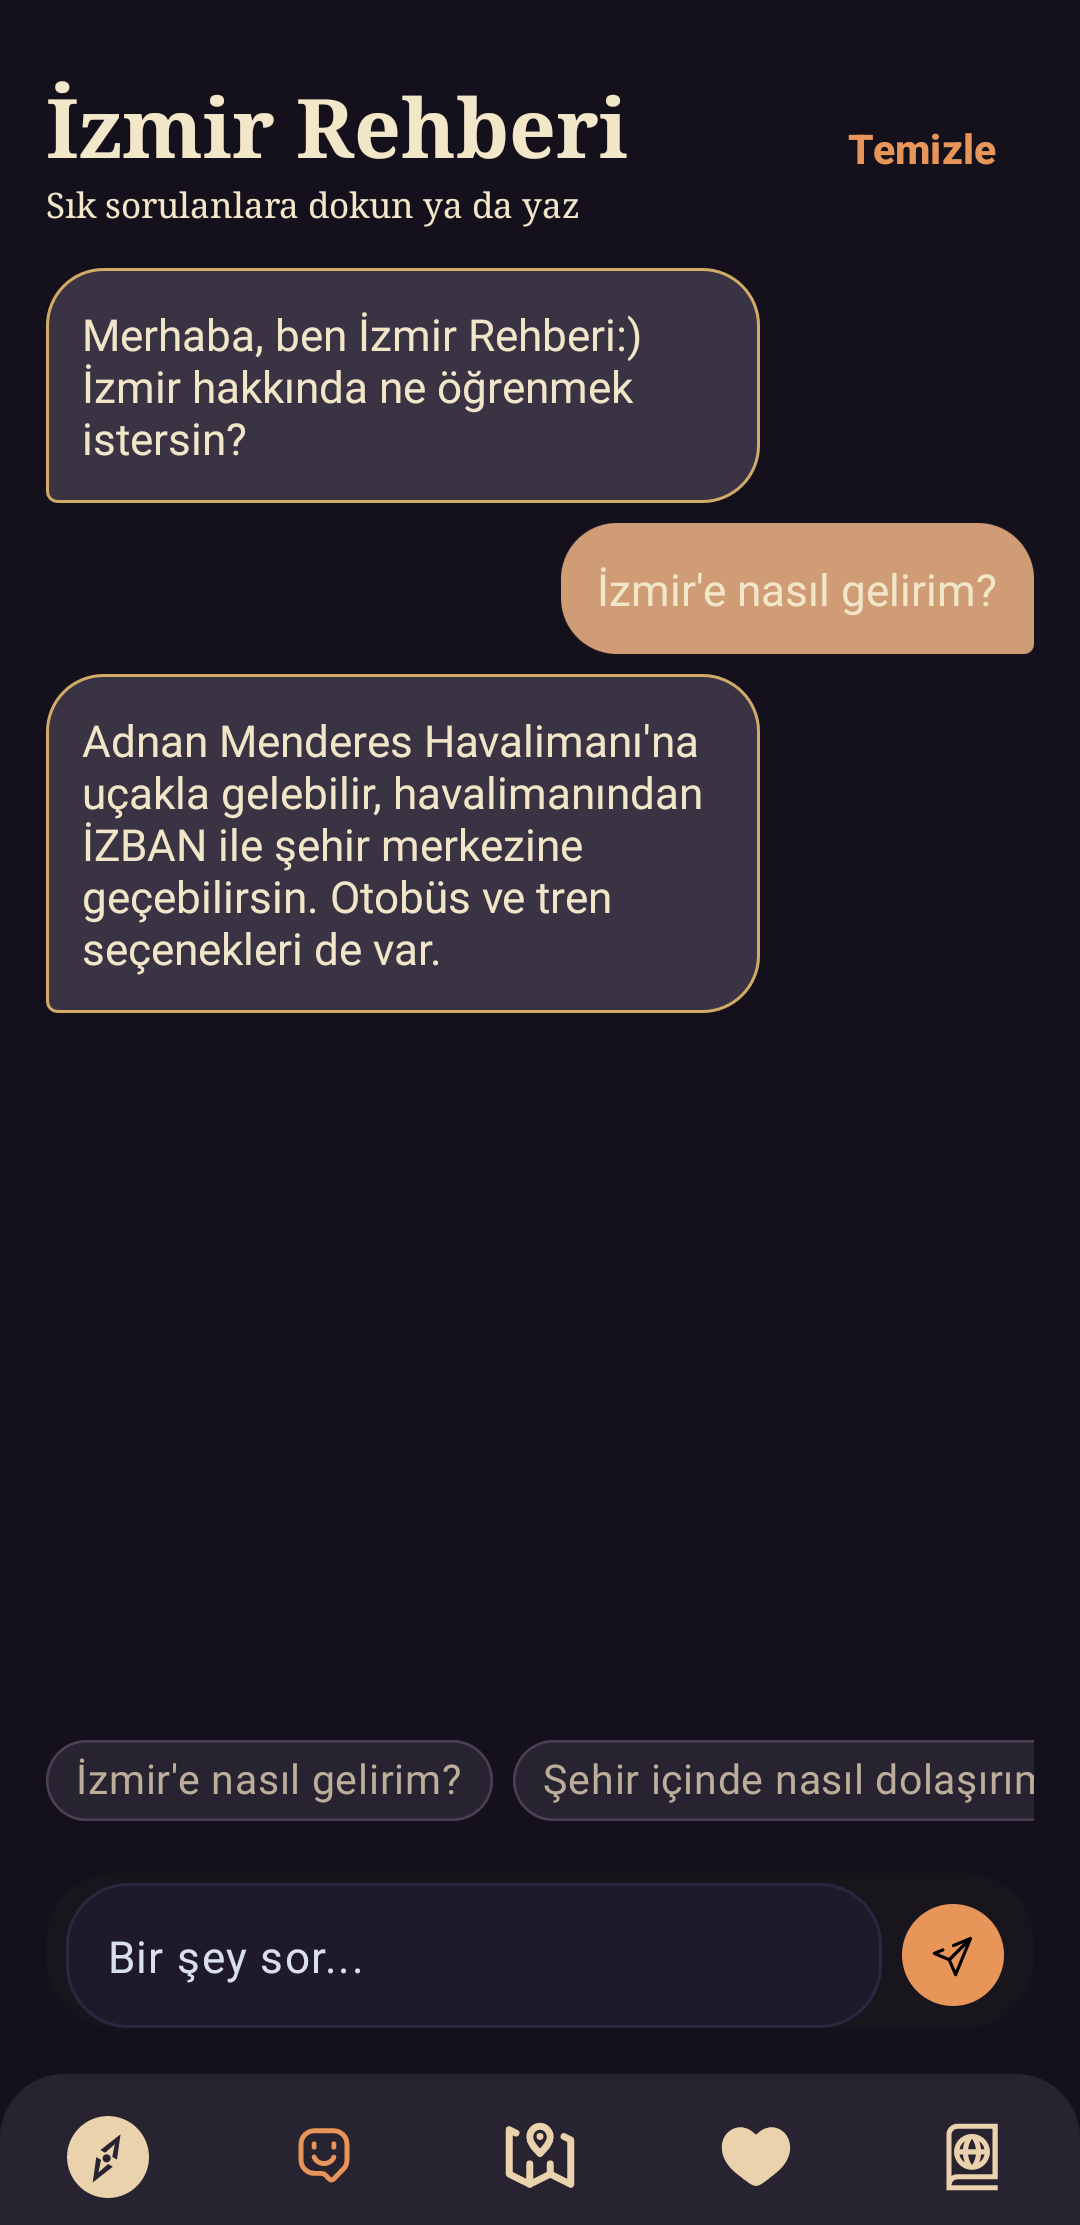 İzmir Rehberi
Temizle
Sık sorulanlara dokun ya da yaz
Merhaba, ben İzmir Rehberi:)
İzmir hakkında ne öğrenmek
istersin?
İzmir'e nasıl gelirim?
Adnan Menderes Havalimanı'na
uçakla gelebilir, havalimanından
İZBAN ile şehir merkezine
geçebilirsin. Otobüs ve tren
seçenekleri de var.
İzmir'e nasıl gelirim?
Şehir içinde nasıl dolaşırım
Bir şey sor...